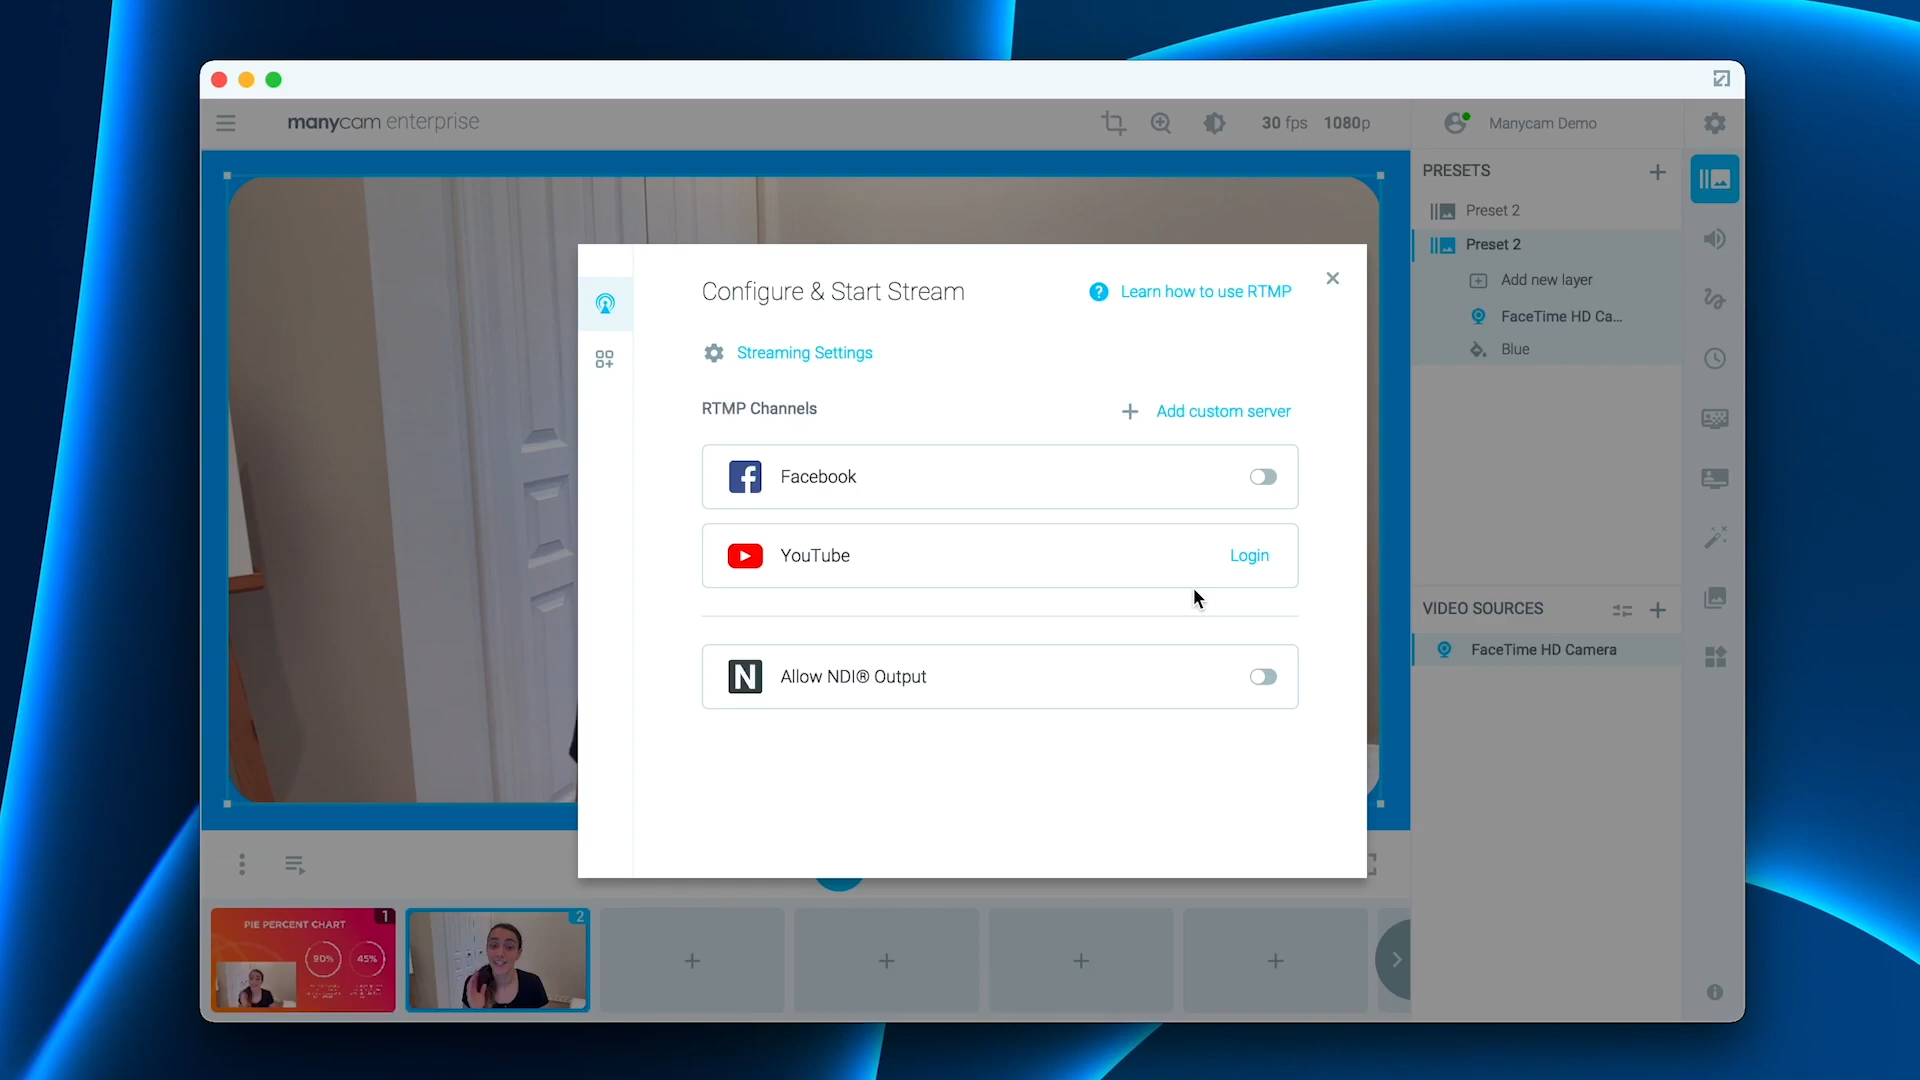 manycam enterprise
30 fps 1080p
Manycam Demo
PRESETS
Preset 2
Preset 2
Add new layer
FaceTime HD Ca...
Blue
Configure & Start Stream
? Learn how to use RTMP
Streaming Settings
RTMP Channels
Add custom server
Facebook
YouTube
Login
N Allow NDI® Output
VIDEO SOURCES
FaceTime HD Camera
PIE PERCENT CHART
1
90%
45%
2